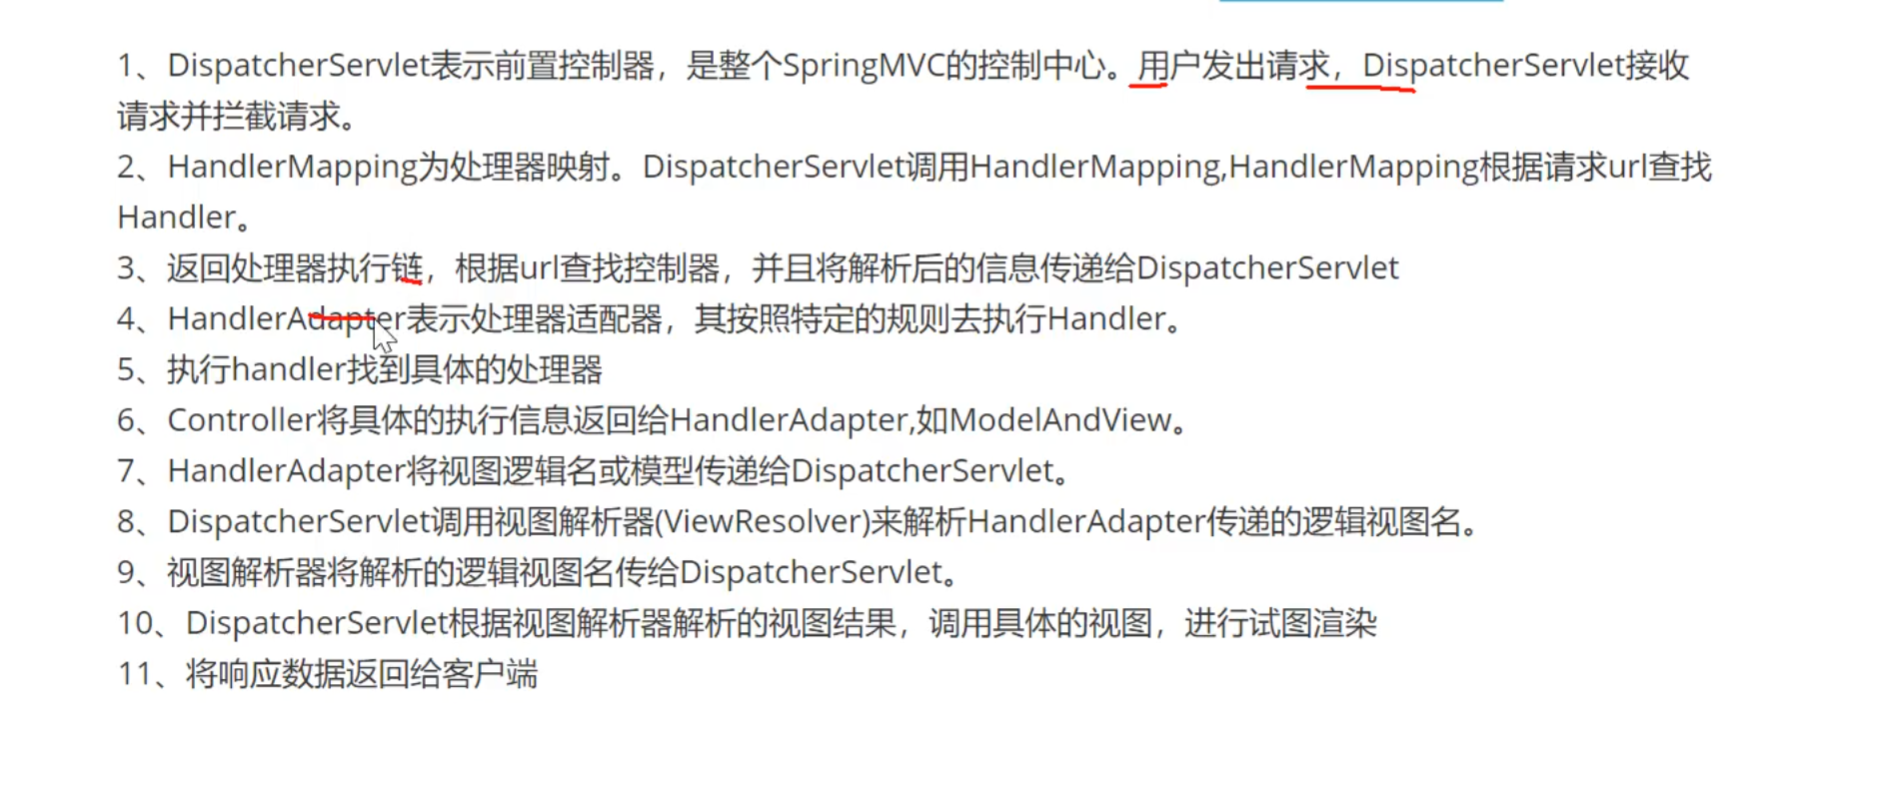 1、DispatcherServlet表示前置控制器，是整个SpringMVC的控制中心。用户发出请求，DispatcherServlet接收
请求并拦截请求。
2、HandlerMapping为处理器映射。DispatcherServlet调用HandlerMapping,HandlerMapping根据请求url查找
Handler。
3、返回处理器执行链，根据url查找控制器，并且将解析后的信息传递给DispatcherServlet
4、HandlerAdapter表示处理器适配器，其按照特定的规则去执行Handler。
5、执行handler找到具体的处理器
6、Controller将具体的执行信息返回给HandlerAdapter,如ModelAndView。
7、HandlerAdapter将视图逻辑名或模型传递给DispatcherServlet。
8、DispatcherServlet调用视图解析器(ViewResolver)来解析HandlerAdapter传递的逻辑视图名。
9、视图解析器将解析的逻辑视图名传给DispatcherServlet。
10、DispatcherServlet根据视图解析器解析的视图结果，调用具体的视图，进行试图渲染
11、将响应数据返回给客户端